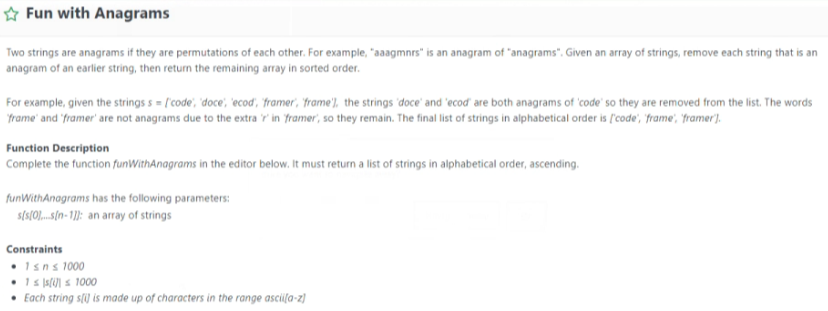 Fun with Anagrams
Two strings are anagrams if they are permutations of each other. For example, "aaagmnrs" is an anagram of "anagrams". Given an array of strings, remove each string that is an
anagram of an earlier string, then return the remaining array in sorted order.
For example, given the strings s = ['code', 'doce', 'ecod', 'framer', 'frame'], the strings 'doce' and 'ecod' are both anagrams of 'code' so they are removed from the list. The words
'frame' and 'framer' are not anagrams due to the extra 'r' in 'framer', so they remain. The final list of strings in alphabetical order is ['code', 'frame', 'framer'].
Function Description
Complete the function funWithAnagrams in the editor below. It must return a list of strings in alphabetical order, ascending.
funWithAnagrams has the following parameters:
s[s[0],...s[n-1]]: an array of strings
Constraints
• 1 ≤ n ≤ 1000
• 1 ≤ |s[i]| ≤ 1000
• Each string s[i] is made up of characters in the range ascii[a-z]